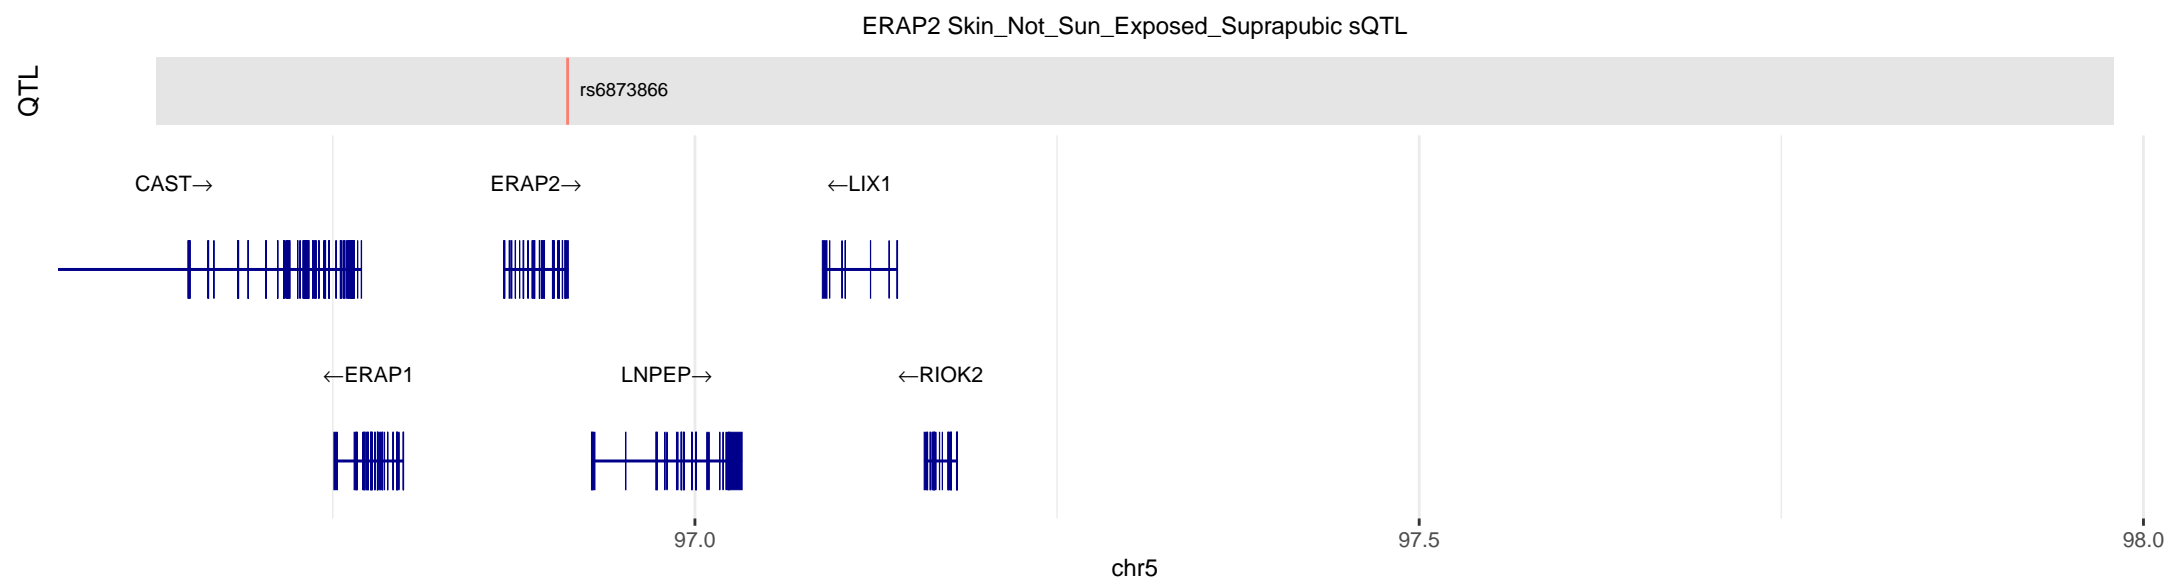 ERAP2 Skin_Not_Sun_Exposed_Suprapubic sQTL
QTL
rs6873866
CAST→
ERAP2→
←LIX1
←ERAP1
LNPEP→
←RIOK2
97.0
97.5
98.0
chr5